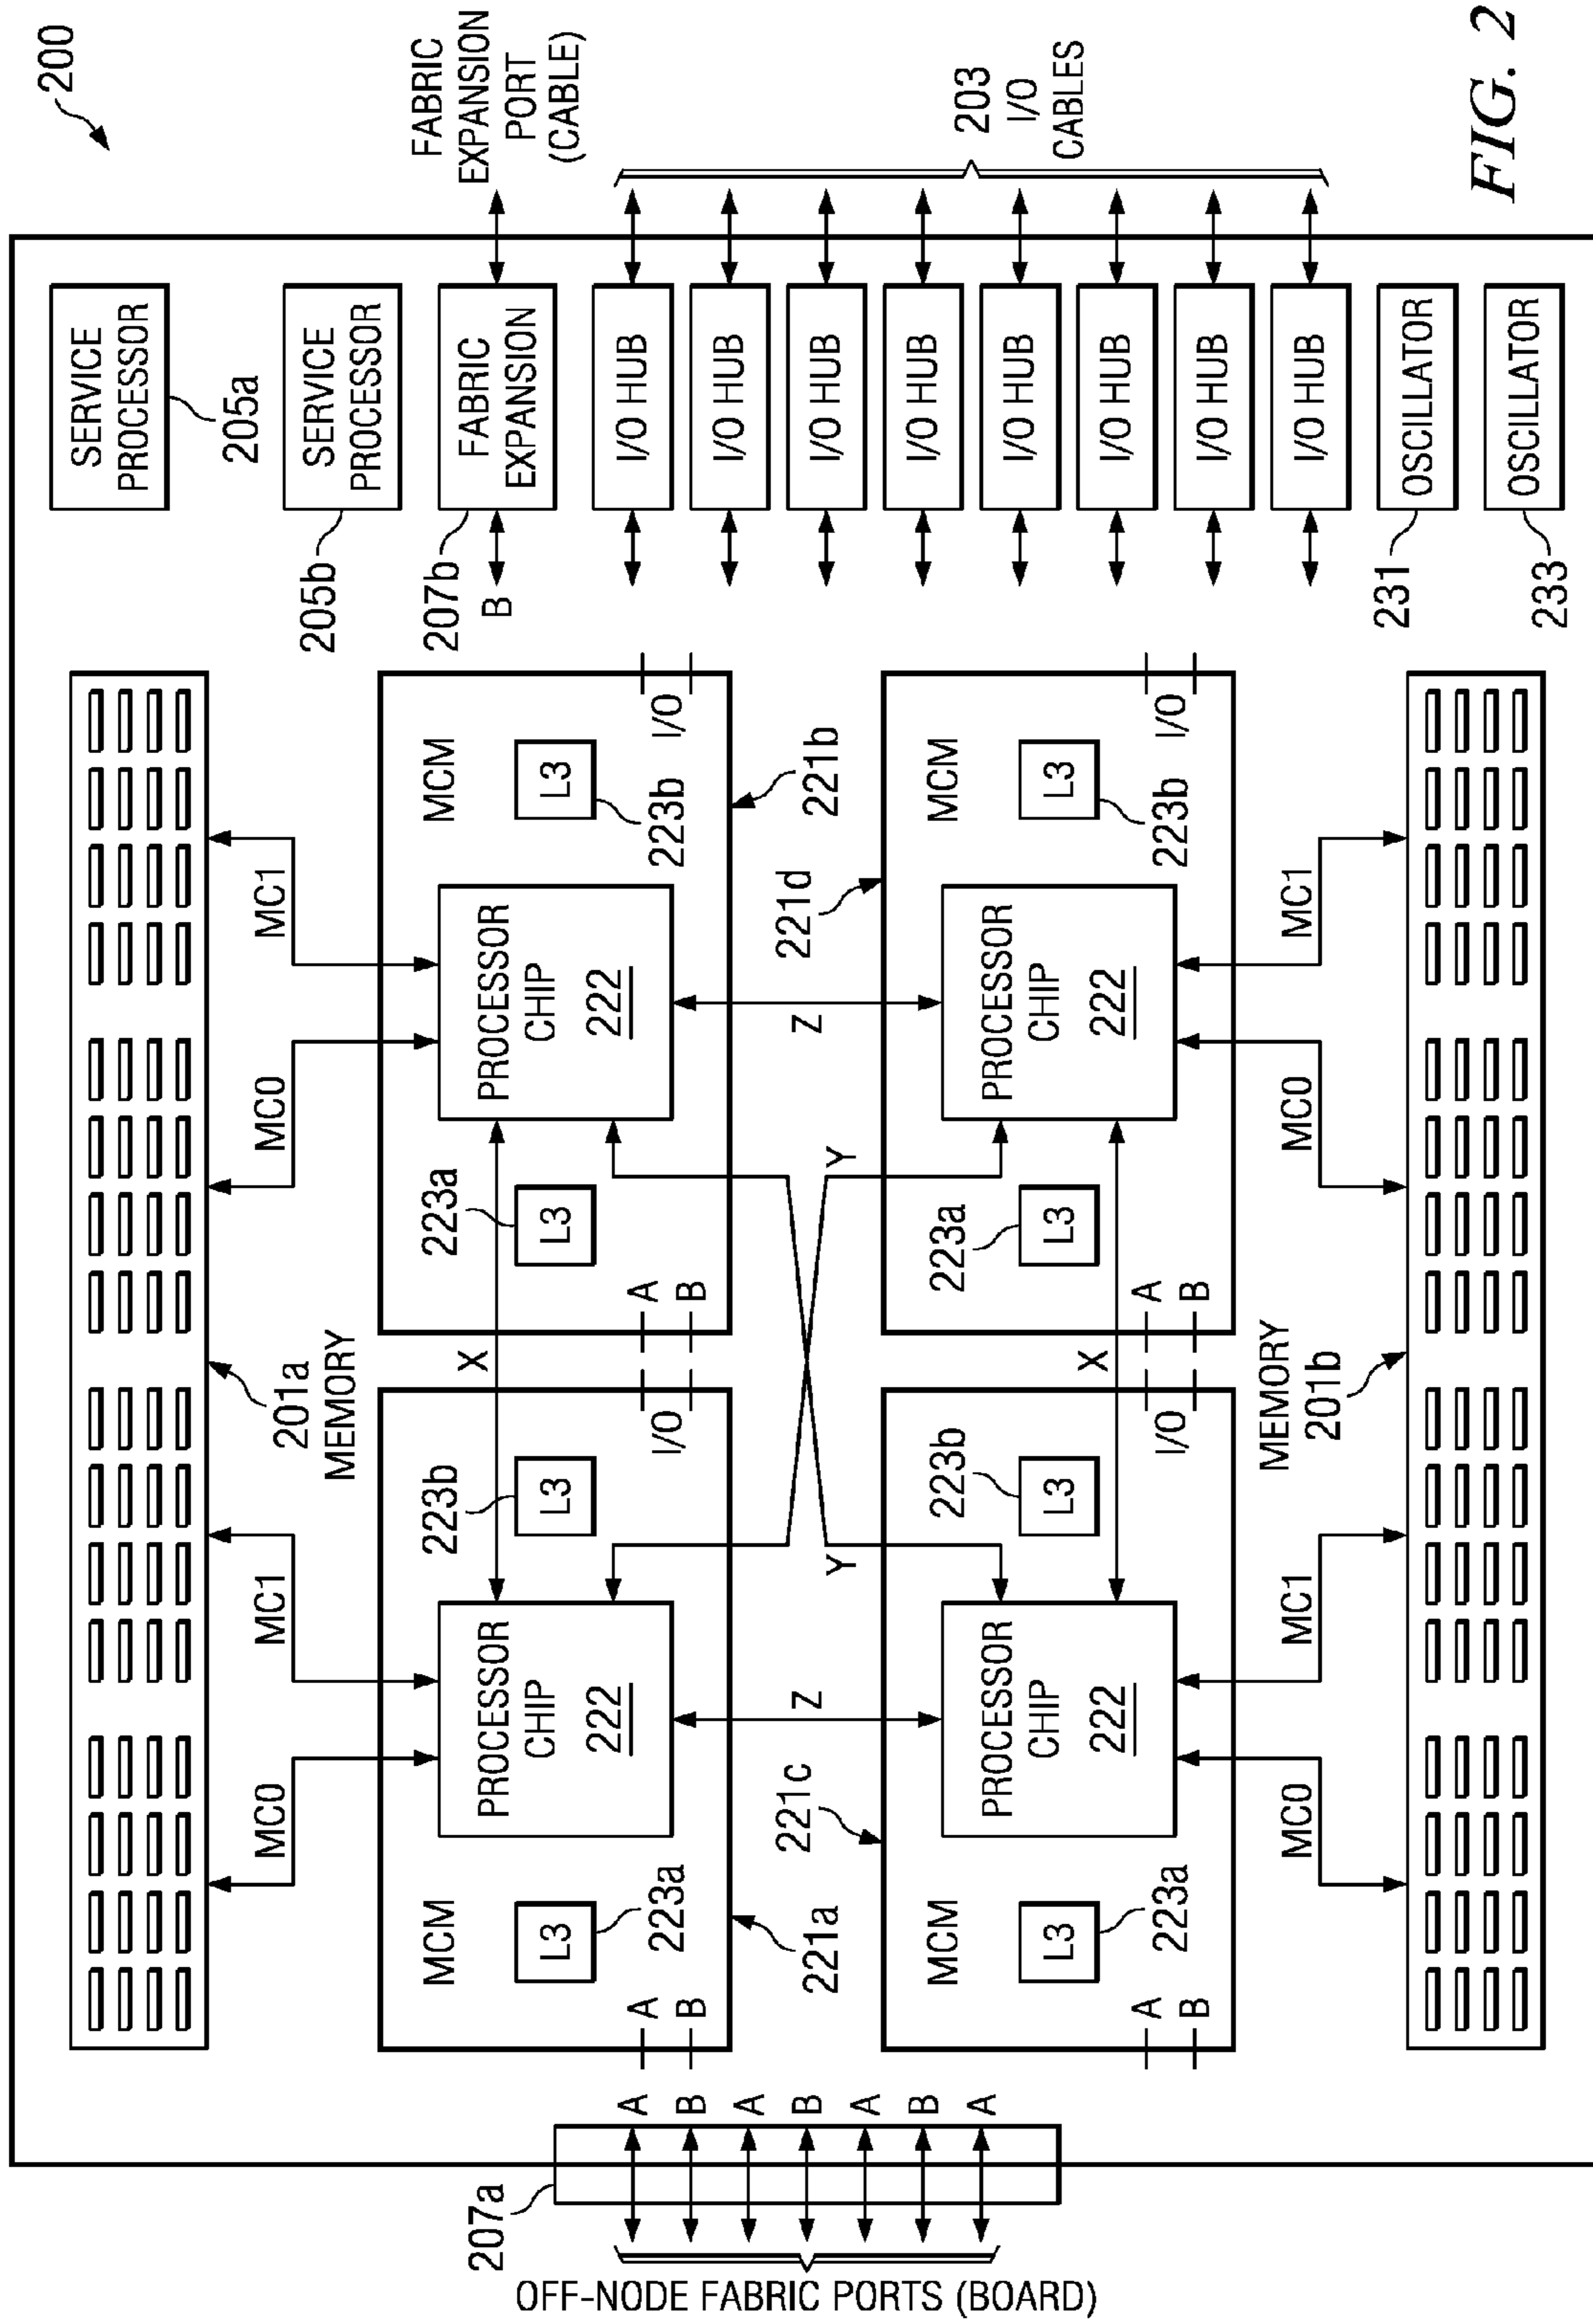 200
SERVICE
PROCESSOR
205a
SERVICE
PROCESSOR
205b
FABRIC
EXPANSION
207b
B
FABRIC
EXPANSION
PORT
(CABLE)
I/O HUB
I/O HUB
I/O HUB
I/O HUB
I/O HUB
I/O HUB
I/O HUB
I/O HUB
203
I/O
CABLES
OSCILLATOR
231
OSCILLATOR
233
201a
MEMORY
MC0
MC1
MC0
MC1
MCM
PROCESSOR
CHIP
222
L3
223a
L3
223b
A
B
I/O
221a
X
MCM
PROCESSOR
CHIP
222
L3
223a
L3
223b
A
B
I/O
221b
Z
Y
Y
Z
221c
MCM
PROCESSOR
CHIP
222
L3
223a
L3
223b
A
B
I/O
X
221d
MCM
PROCESSOR
CHIP
222
L3
223a
L3
223b
A
B
I/O
MC0
MC1
MC0
MC1
MEMORY
201b
207a
A
B
A
B
A
B
A
OFF-NODE FABRIC PORTS (BOARD)
FIG. 2